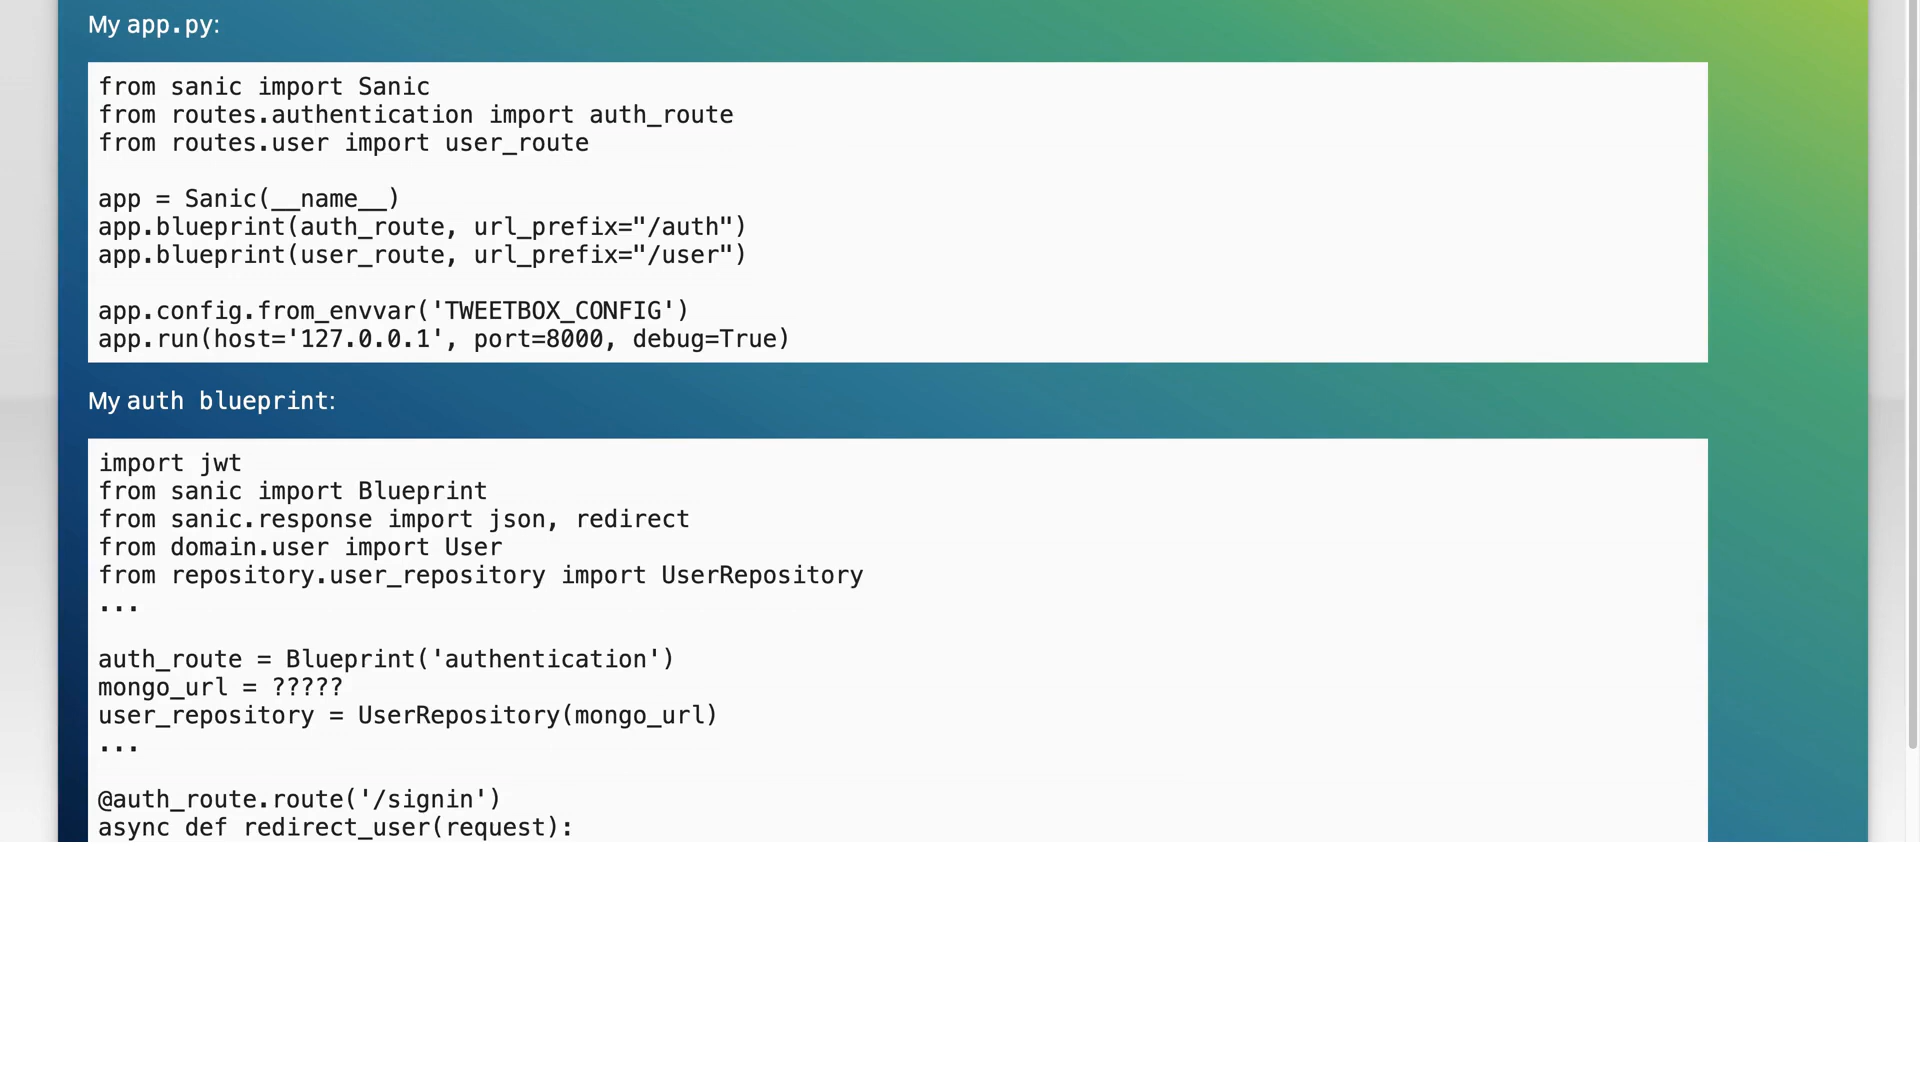 My app.py:
from sanic import Sanic
from routes.authentication import auth_route
from routes.user import user_route
app = Sanic(__name__)
app.blueprint(auth_route, url_prefix="/auth")
app.blueprint(user_route, url_prefix="/user")
app.config.from_envvar('TWEETBOX_CONFIG')
app.run(host='127.0.0.1', port=8000, debug=True)
My auth blueprint:
import jwt
from sanic import Blueprint
from sanic.response import json, redirect
from domain.user import User
from repository.user_repository import UserRepository
...
auth_route = Blueprint('authentication')
mongo_url = ?????
user_repository = UserRepository(mongo_url)
...
@auth_route.route('/signin')
async def redirect_user(request):